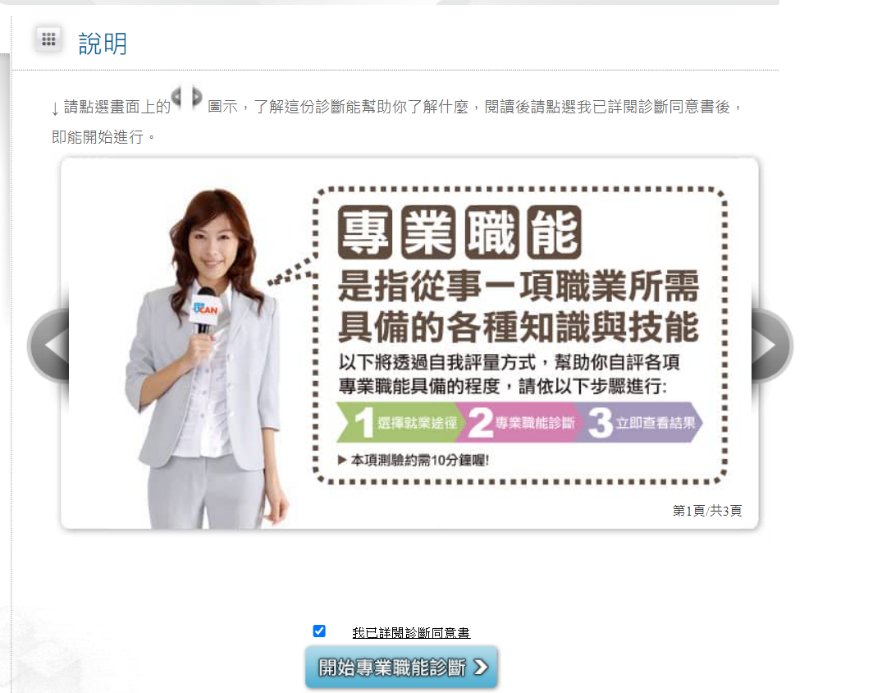 說明
↓ 請點選畫面上的 圖示，了解這份診斷能幫助你了解什麼，閱讀後請點選我已詳閱診斷同意書後，
即能開始進行。
專業職能
是指從事一項職業所需
具備的各種知識與技能
以下將透過自我評量方式，幫助你自評各項
專業職能具備的程度，請依以下步驟進行:
1 選擇就業途徑 2 專業職能診斷 3 立即查看結果
▶ 本項測驗約需10分鐘喔!
UCAN
第1頁/共3頁
我已詳閱診斷同意書
開始專業職能診斷